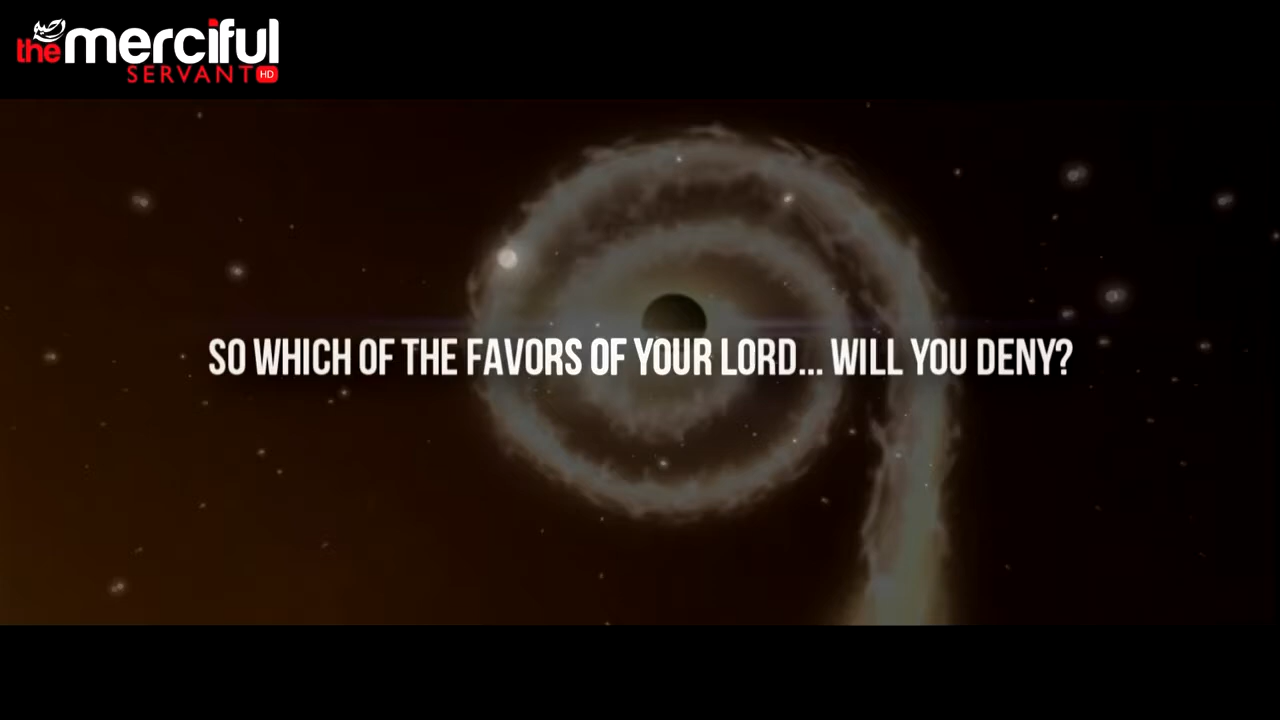 the merciful
SERVANT HD
SO WHICH OF THE FAVORS OF YOUR LORD... WILL YOU DENY?